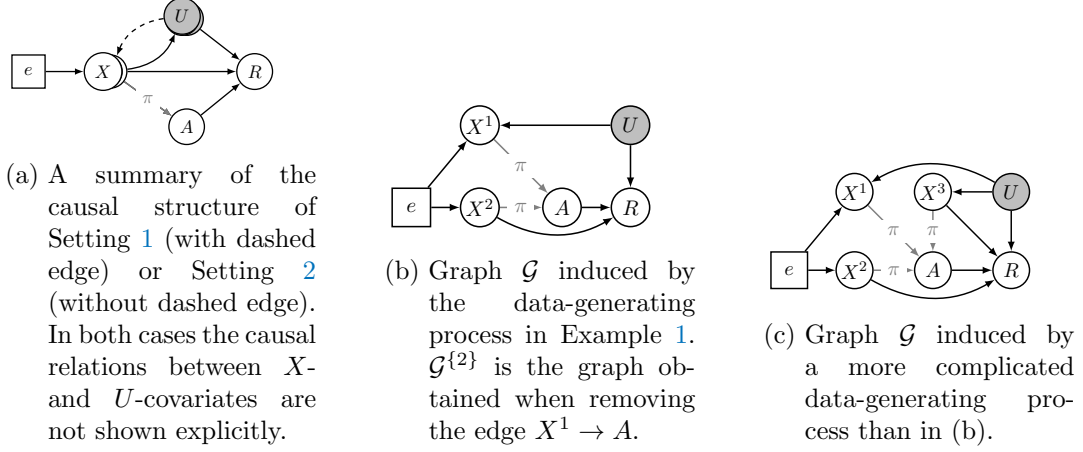 U
e
X
R
π
A
(a) A summary of the
causal structure of
Setting 1 (with dashed
edge) or Setting 2
(without dashed edge).
In both cases the causal
relations between X-
and U-covariates are
not shown explicitly.
X¹
U
π
e
X²
π
A
R
(b) Graph 𝒢 induced by
the data-generating
process in Example 1.
𝒢^{2} is the graph ob-
tained when removing
the edge X¹ → A.
X¹
X³
U
π
π
e
X²
π
A
R
(c) Graph 𝒢 induced by
a more complicated
data-generating pro-
cess than in (b).